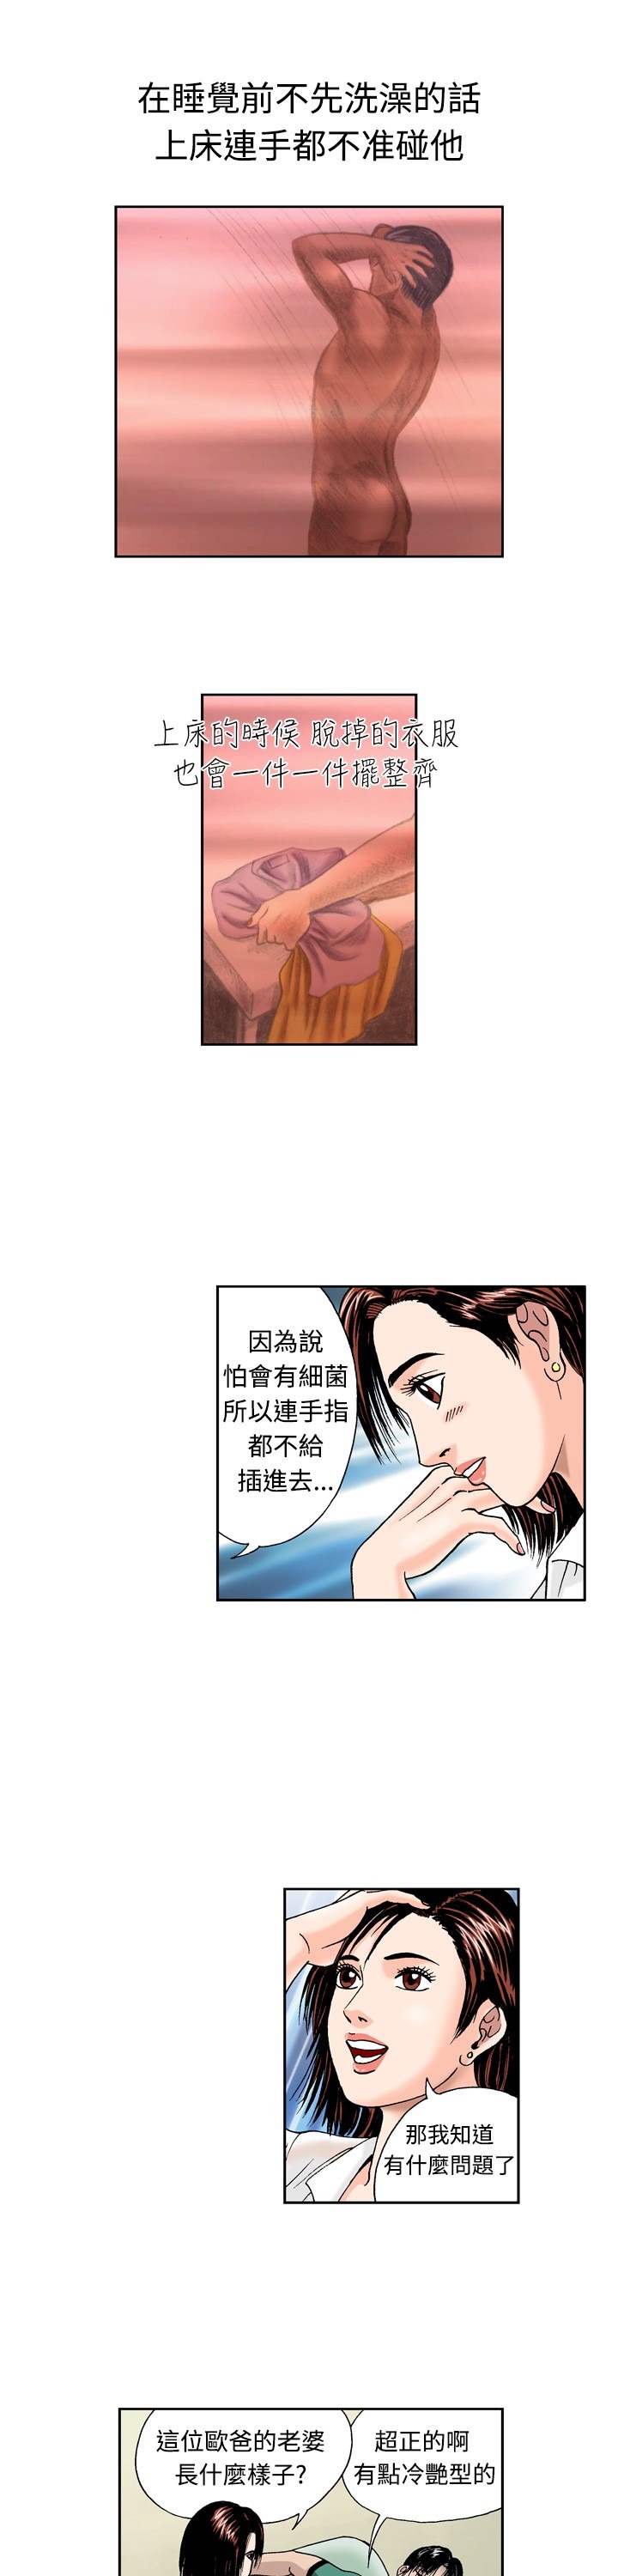 在睡覺前不先洗澡的話
上床連手都不准碰他
上床的時候 脫掉的衣服
也會一件一件擺整齊
因為說
怕會有細菌
所以連手指
都不給
插進去...
那我知道
有什麼問題了
這位歐爸的老婆
長什麼樣子?
超正的啊
有點冷艷型的